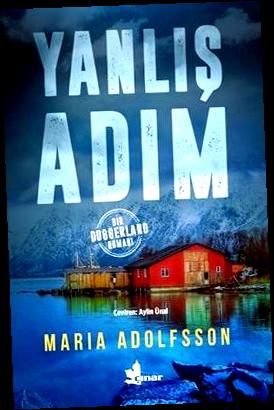 YANLIŞ
ADIM
BİR
DOGGERLAND
ROMANI
Çeviren: Aylin Ünal
MARIA ADOLFSSON
çınar